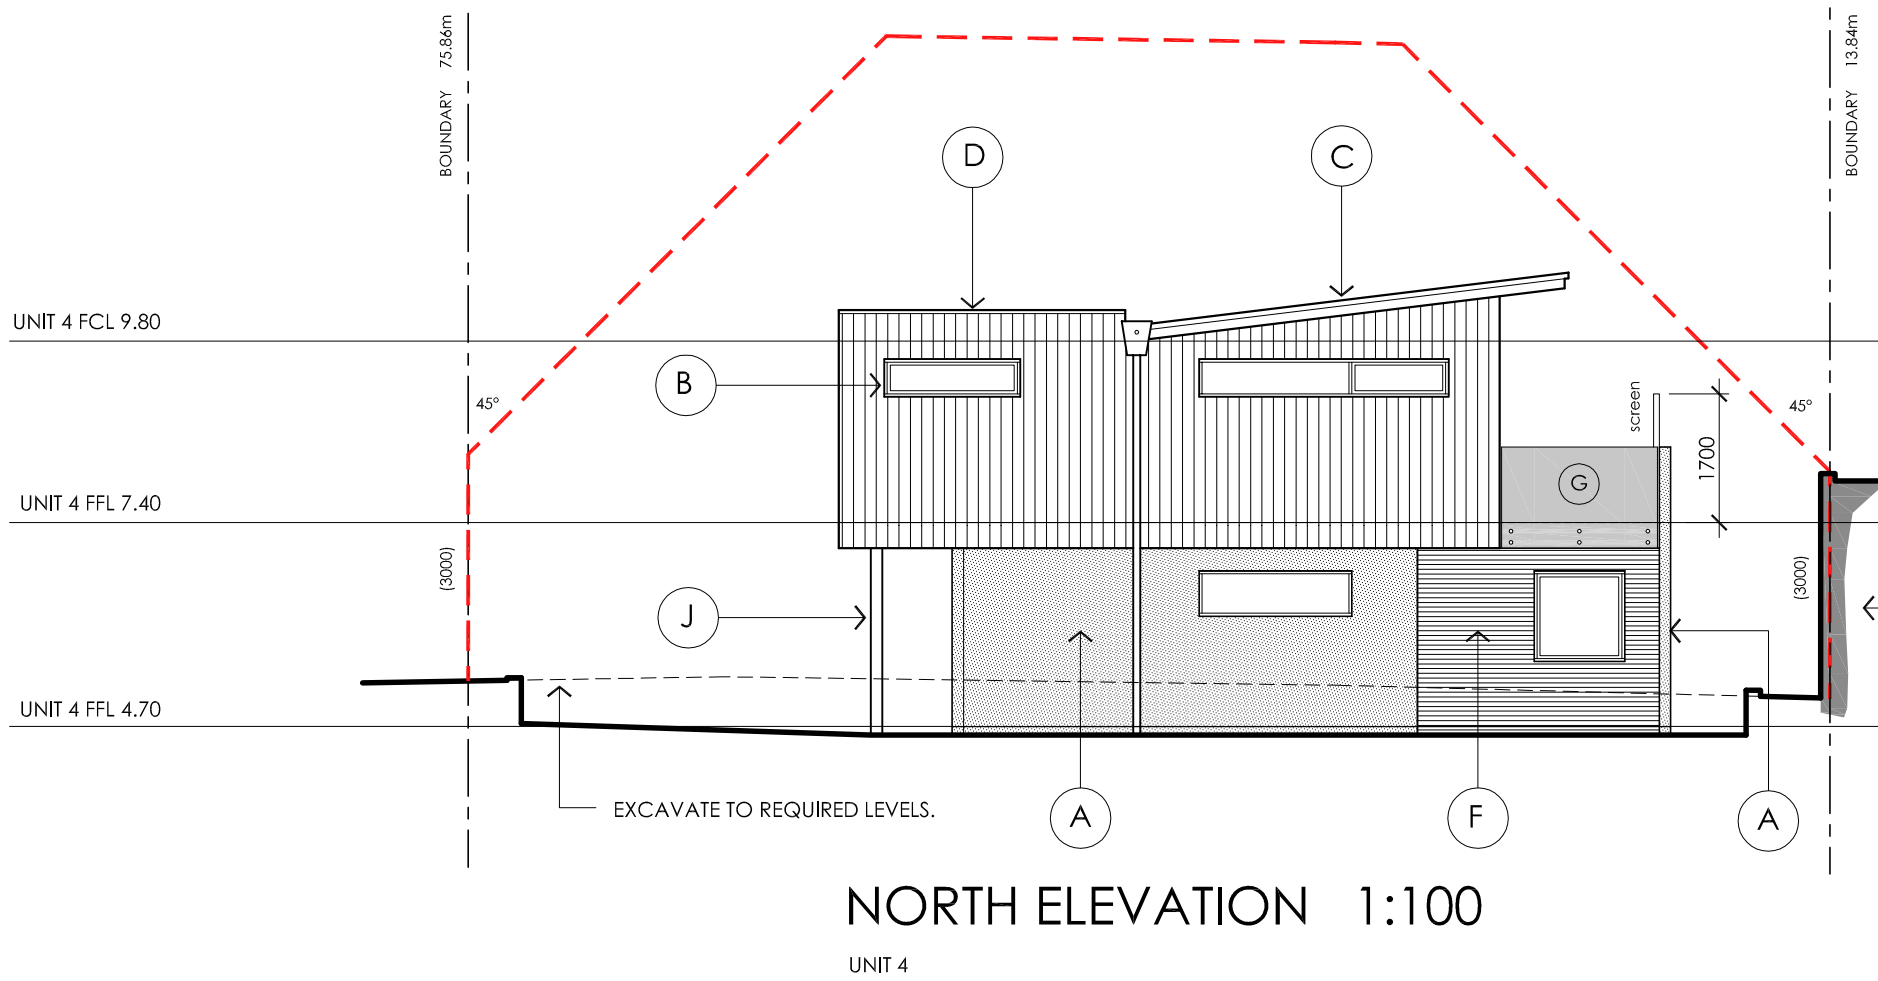 BOUNDARY 75.86m
BOUNDARY 13.84m
D
C
UNIT 4 FCL 9.80
B
45°
screen
45°
1700
G
UNIT 4 FFL 7.40
(3000)
(3000)
J
UNIT 4 FFL 4.70
EXCAVATE TO REQUIRED LEVELS.
A
F
A
NORTH ELEVATION 1:100
UNIT 4